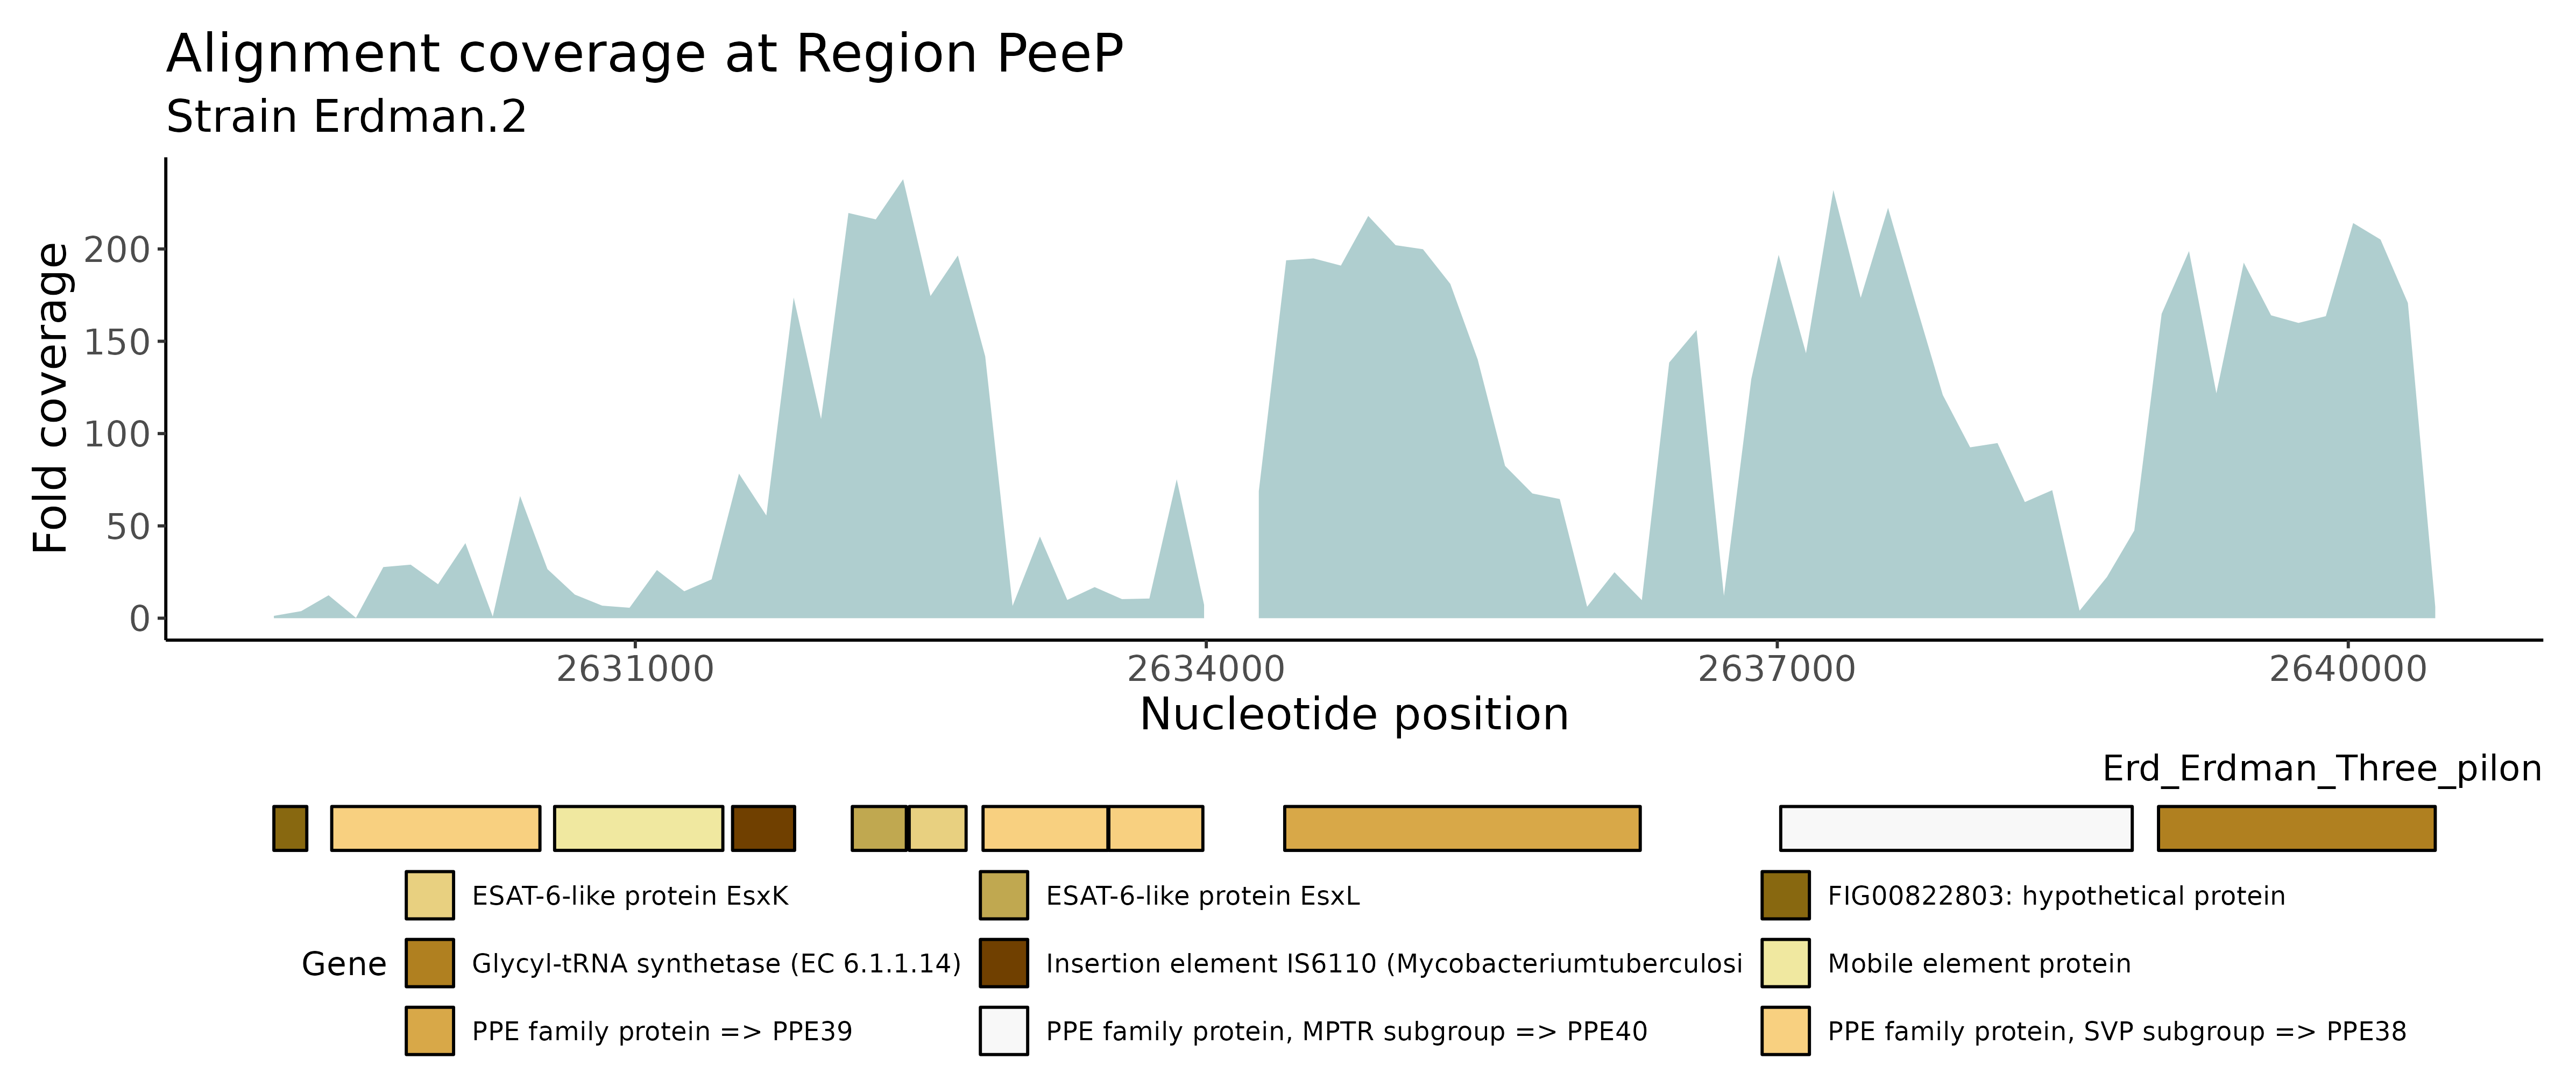 Alignment coverage at Region PeeP
Strain Erdman.2
Fold coverage
200
150
100
50
0
2631000 2634000 2637000 2640000
Nucleotide position
Erd_Erdman_Three_pilon
Gene
ESAT-6-like protein EsxK
ESAT-6-like protein EsxL
FIG00822803: hypothetical protein
Glycyl-tRNA synthetase (EC 6.1.1.14)
Insertion element IS6110 (Mycobacteriumtuberculosi
Mobile element protein
PPE family protein => PPE39
PPE family protein, MPTR subgroup => PPE40
PPE family protein, SVP subgroup => PPE38